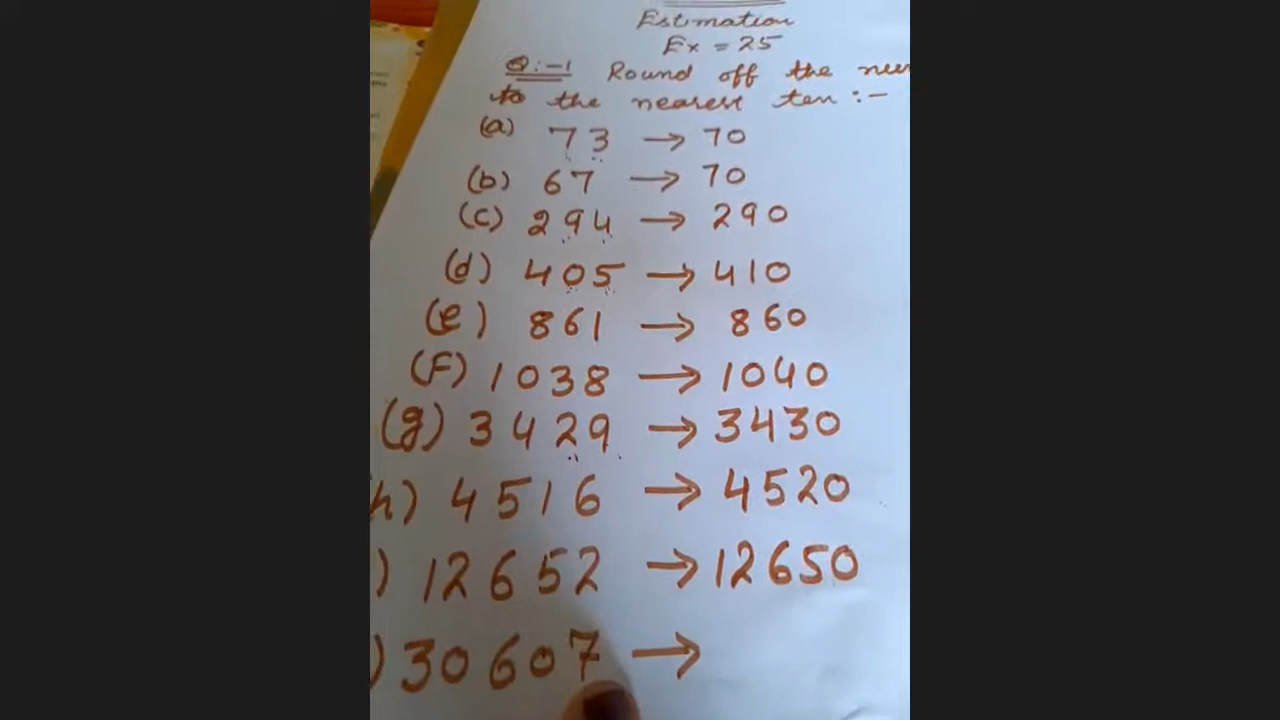 Estimation
Ex = 25
Q:-1 Round off the
to the nearest ten :-
(a) 73 → 70
(b) 67 → 70
(c) 294 → 290
(d) 405 → 410
(e) 861 → 860
(F) 1038 → 1040
(g) 3429 → 3430
h) 4516 → 4520
) 12652 → 12650
) 30607 →